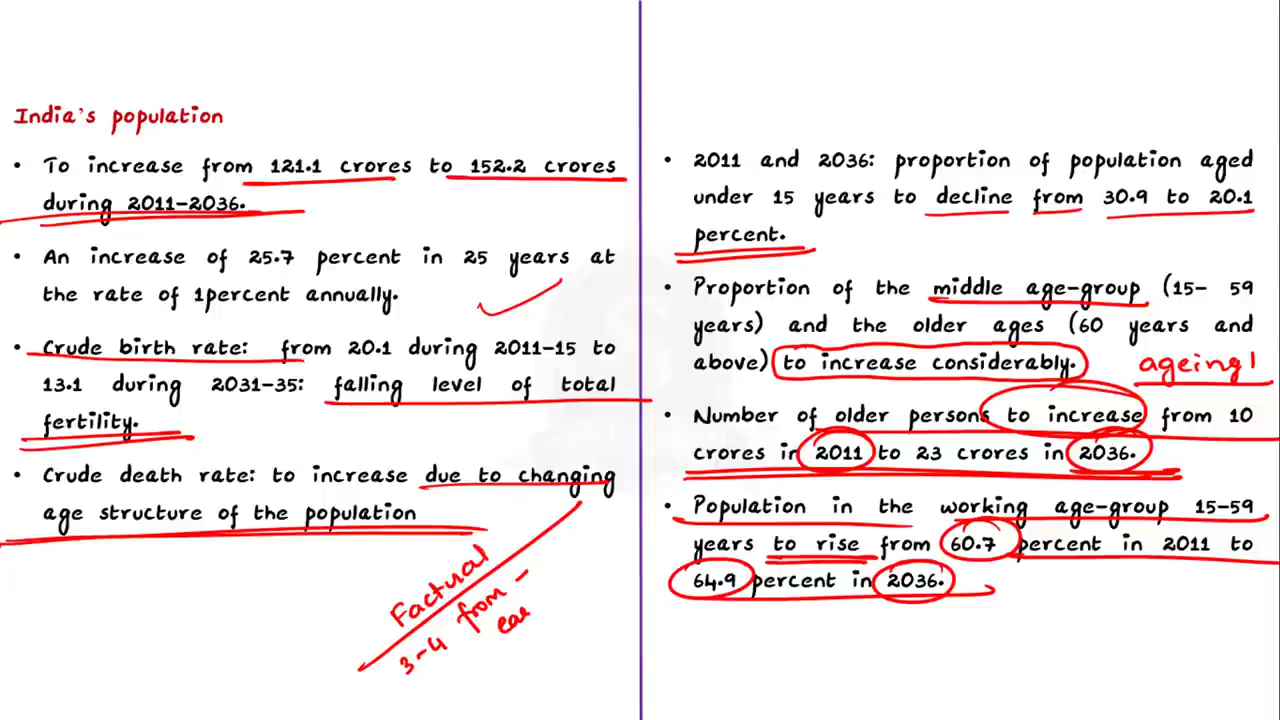 India's population
• To increase from 121.1 crores to 152.2 crores
during 2011-2036.
• An increase of 25.7 percent in 25 years at
the rate of 1percent annually.
• Crude birth rate: from 20.1 during 2011-15 to
13.1 during 2031-35: falling level of total
fertility.
• Crude death rate: to increase due to changing
age structure of the population
Factual
3-4 from -
• 2011 and 2036: proportion of population aged
under 15 years to decline from 30.9 to 20.1
percent.
• Proportion of the middle age-group (15- 59
years) and the older ages (60 years and
above) to increase considerably.
ageing!
• Number of older persons to increase from 10
crores in 2011 to 23 crores in 2036.
• Population in the working age-group 15-59
years to rise from 60.7 percent in 2011 to
64.9 percent in 2036.